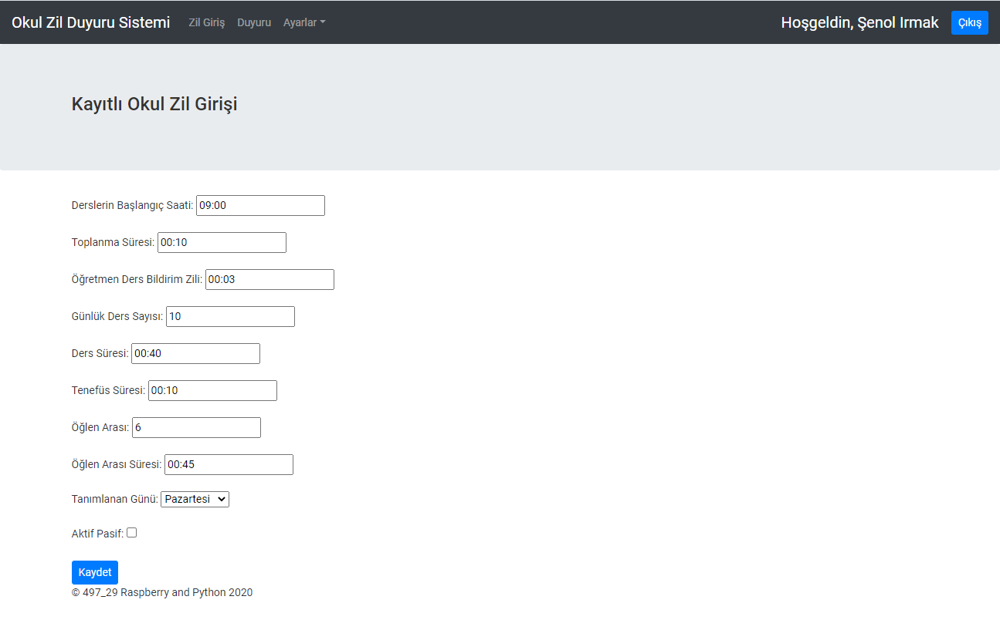 Okul Zil Duyuru Sistemi Zil Giriş Duyuru Ayarlar Hoşgeldin, Şenol Irmak Çıkış
Kayıtlı Okul Zil Girişi
Derslerin Başlangıç Saati: 09:00
Toplanma Süresi: 00:10
Öğretmen Ders Bildirim Zili: 00:03
Günlük Ders Sayısı: 10
Ders Süresi: 00:40
Tenefüs Süresi: 00:10
Öğlen Arası: 6
Öğlen Arası Süresi: 00:45
Tanımlanan Günü: Pazartesi
Aktif Pasif:
Kaydet
© 497_29 Raspberry and Python 2020